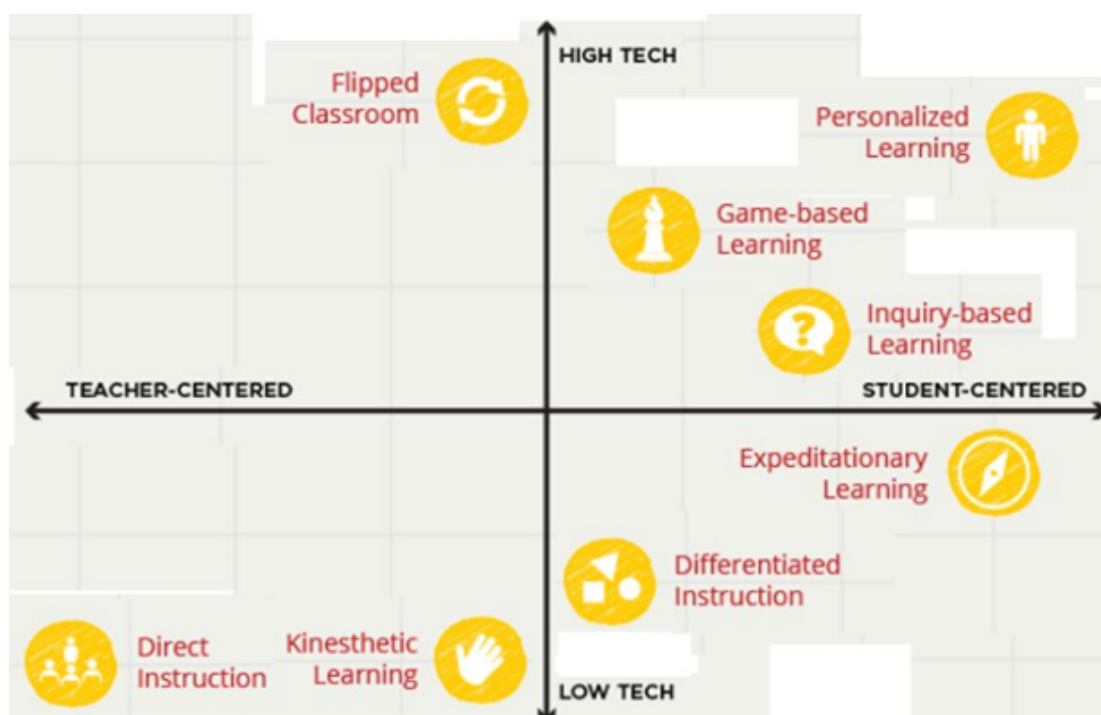 HIGH TECH
Flipped
Classroom
Personalized
Learning
Game-based
Learning
?
Inquiry-based
Learning
TEACHER-CENTERED
STUDENT-CENTERED
Expeditationary
Learning
Differentiated
Instruction
Direct
Instruction
Kinesthetic
Learning
LOW TECH